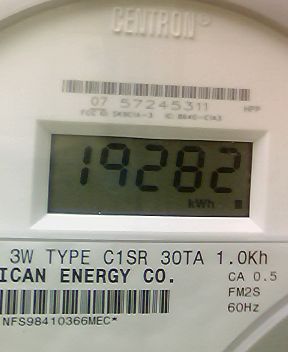 CENTRON®
07 57245311 HPP
19282
kWh
3W TYPE C1SR 30TA 1.0Kh
ICAN ENERGY CO. CA 0.5
FM2S
60Hz
NFS98410366MEC*